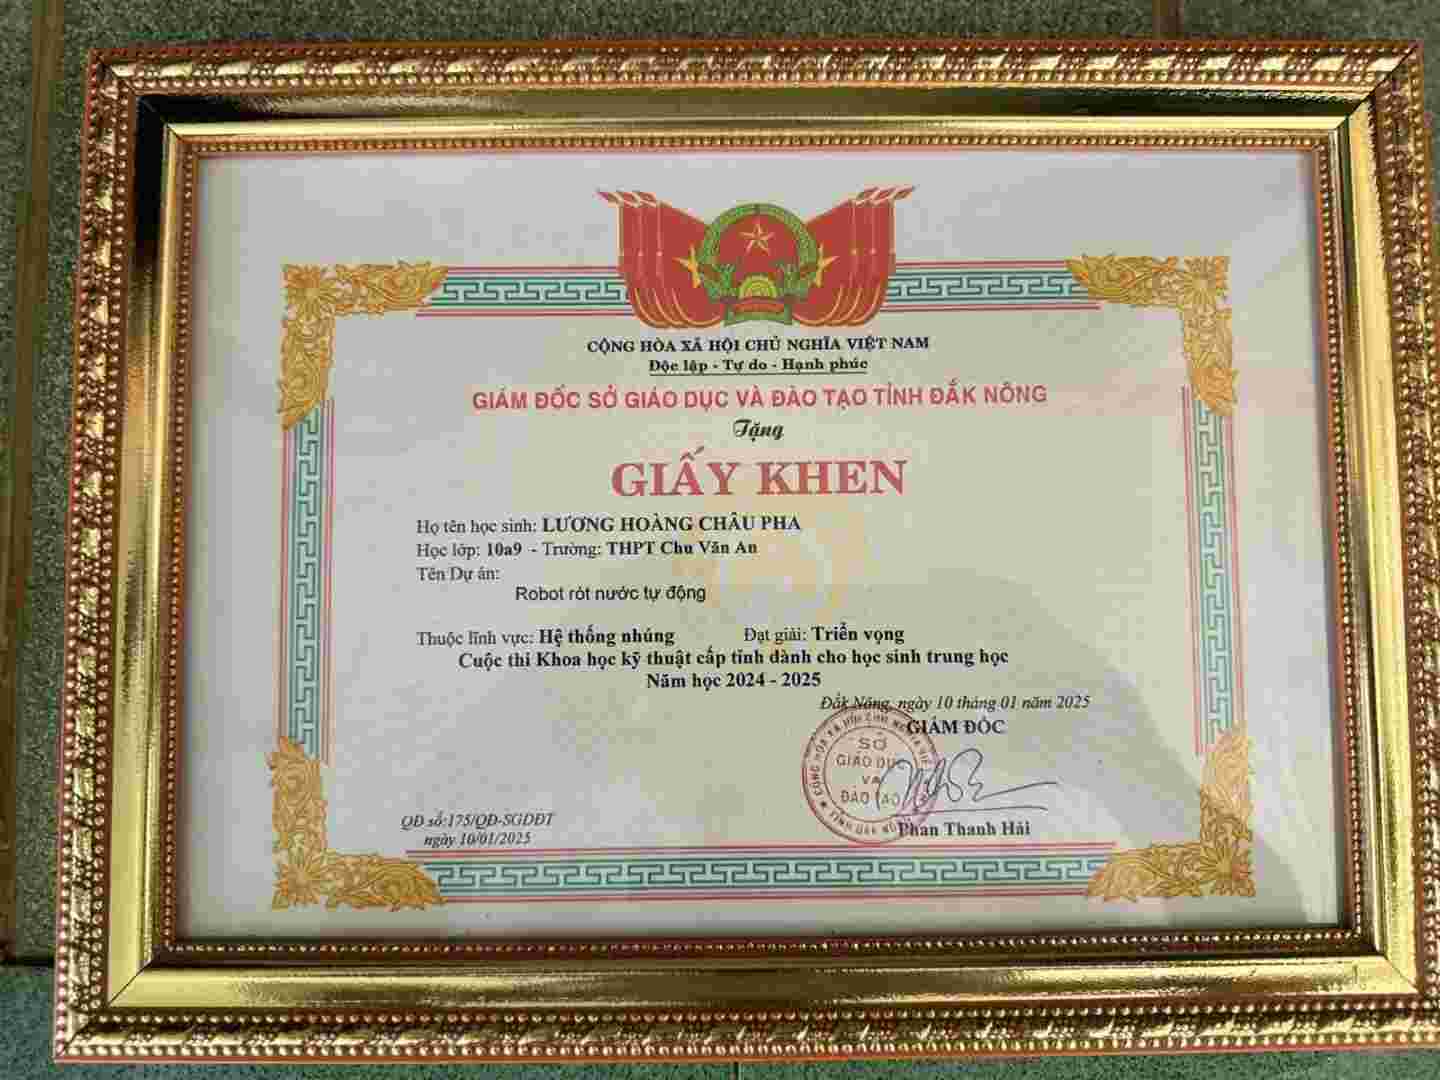 CỘNG HÒA XÃ HỘI CHỦ NGHĨA VIỆT NAM
Độc lập - Tự do - Hạnh phúc
GIÁM ĐỐC SỞ GIÁO DỤC VÀ ĐÀO TẠO TỈNH ĐẮK NÔNG
Tặng
GIẤY KHEN
Họ tên học sinh: LƯƠNG HOÀNG CHÂU PHA
Học lớp: 10a9 - Trường: THPT Chu Văn An
Tên Dự án:
Robot rót nước tự động
Thuộc lĩnh vực: Hệ thống nhúng Đạt giải: Triển vọng
Cuộc thi Khoa học kỹ thuật cấp tỉnh dành cho học sinh trung học
Năm học 2024 - 2025
Đắk Nông, ngày 10 tháng 01 năm 2025
GIÁM ĐỐC
SỞ
GIÁO DỤC
VÀ
ĐÀO TẠO
Phan Thanh Hải
QĐ số:175/QĐ-SGDĐT
ngày 10/01/2025